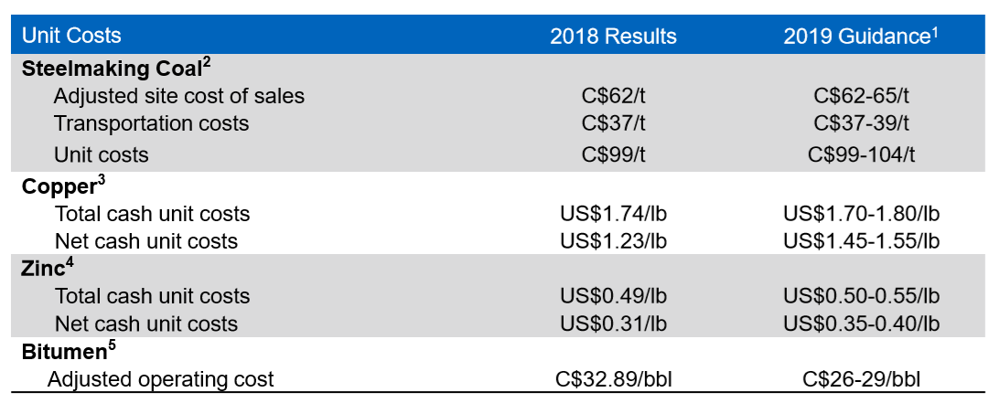 Unit Costs 2018 Results 2019 Guidance¹
Steelmaking Coal²
Adjusted site cost of sales C$62/t C$62-65/t
Transportation costs C$37/t C$37-39/t
Unit costs C$99/t C$99-104/t
Copper³
Total cash unit costs US$1.74/lb US$1.70-1.80/lb
Net cash unit costs US$1.23/lb US$1.45-1.55/lb
Zinc⁴
Total cash unit costs US$0.49/lb US$0.50-0.55/lb
Net cash unit costs US$0.31/lb US$0.35-0.40/lb
Bitumen⁵
Adjusted operating cost C$32.89/bbl C$26-29/bbl